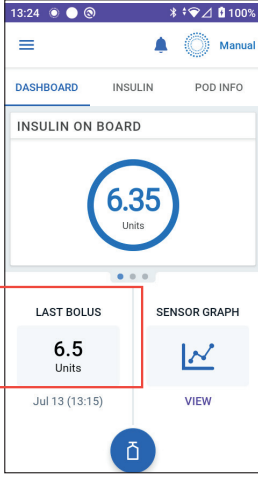 13:24 100%
Manual
DASHBOARD INSULIN POD INFO
INSULIN ON BOARD
6.35
Units
LAST BOLUS SENSOR GRAPH
6.5
Units
Jul 13 (13:15) VIEW